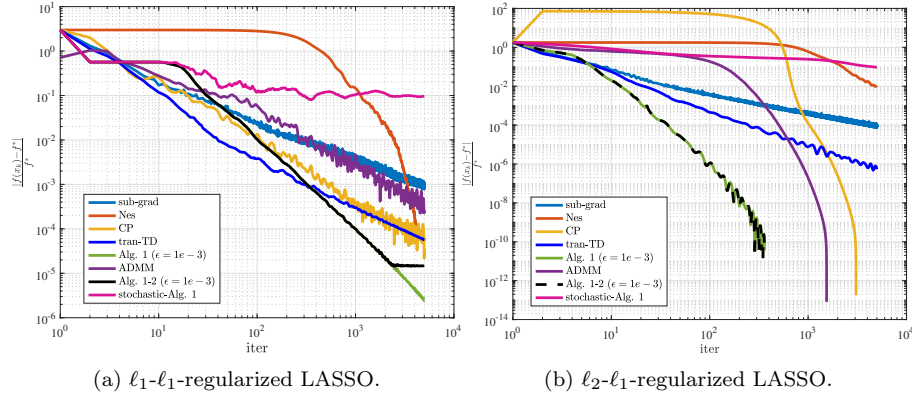 10^1
10^0
10^-1
10^-2
10^-3
10^-4
10^-5
10^-6
|f(x_k)-f*|
f*
sub-grad
Nes
CP
tran-TD
Alg. 1 (ϵ = 1e − 3)
ADMM
Alg. 1-2 (ϵ = 1e − 3)
stochastic-Alg. 1
10^0 10^1 10^2 10^3 10^4
iter
(a) ℓ1-ℓ1-regularized LASSO.
10^2
10^0
10^-2
10^-4
10^-6
10^-8
10^-10
10^-12
10^-14
|f(x_k)-f*|
f*
sub-grad
Nes
CP
tran-TD
Alg. 1 (ϵ = 1e − 3)
ADMM
Alg. 1-2 (ϵ = 1e − 3)
stochastic-Alg. 1
10^0 10^1 10^2 10^3 10^4
iter
(b) ℓ2-ℓ1-regularized LASSO.